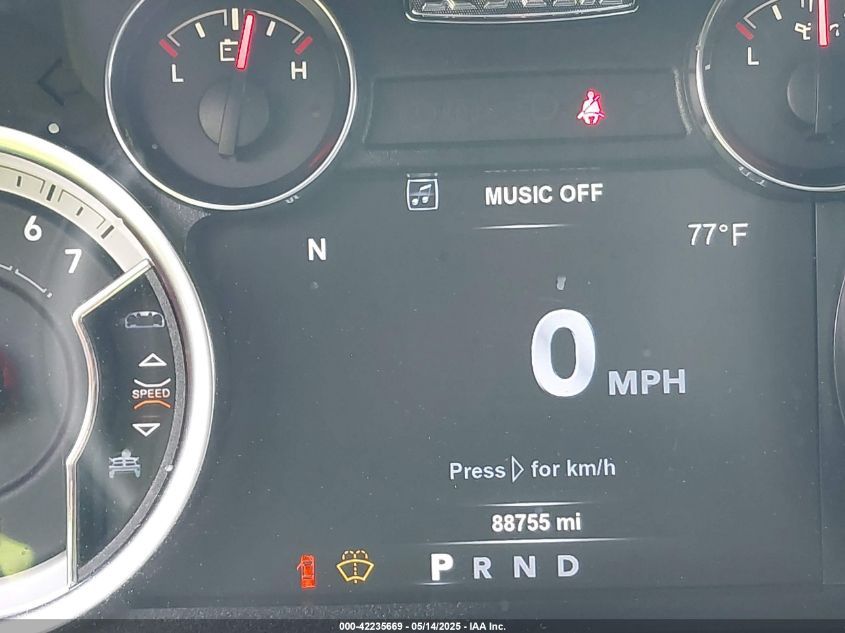 L
H
L
MUSIC OFF
N
77°F
6
7
0 MPH
SPEED
Press ▷ for km/h
88755 mi
P R N D
000-42235669 - 05/14/2025 - IAA Inc.